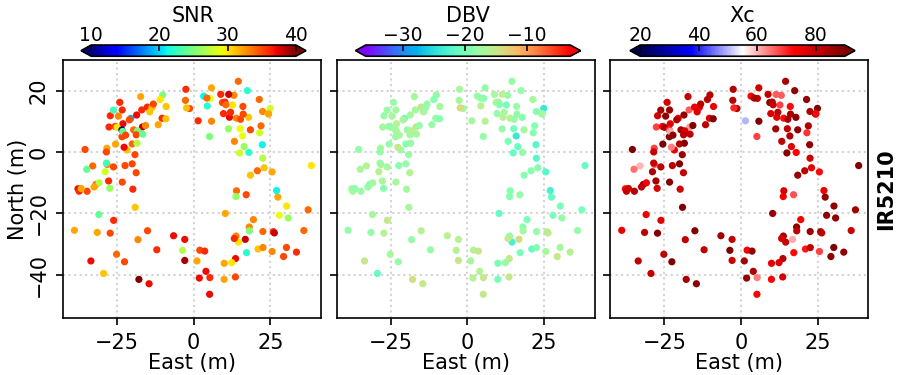 SNR DBV Xc
10 20 30 40 −30 −20 −10 20 40 60 80
20
0
−20
−40
North (m)
IR5210
−25 0 25 −25 0 25 −25 0 25
East (m) East (m) East (m)